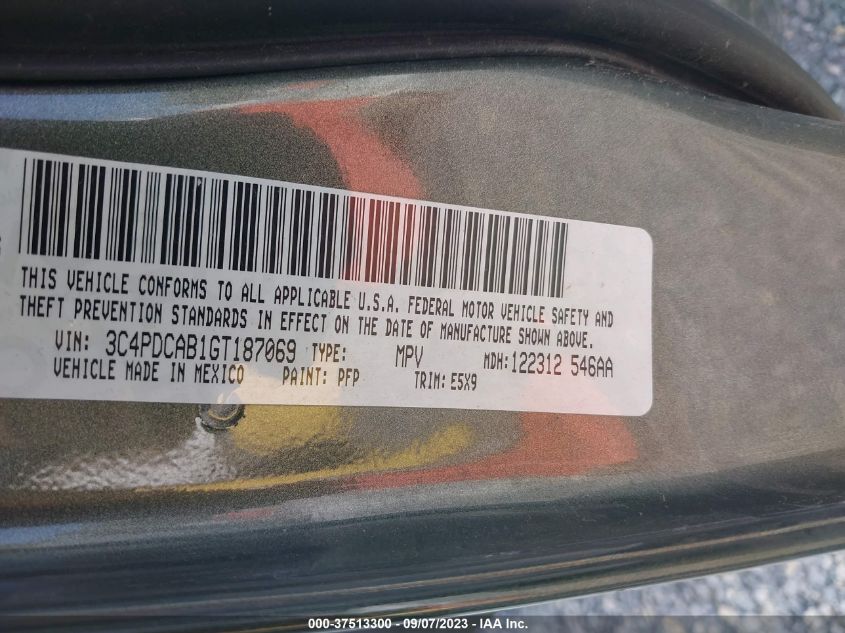 THIS VEHICLE CONFORMS TO ALL APPLICABLE U.S.A. FEDERAL MOTOR VEHICLE SAFETY AND
THEFT PREVENTION STANDARDS IN EFFECT ON THE DATE OF MANUFACTURE SHOWN ABOVE.
VIN: 3C4PDCAB1GT187069 TYPE: MPV MDH:122312 546AA
VEHICLE MADE IN MEXICO PAINT: PFP TRIM: E5X9
000-37513300 - 09/07/2023 - IAA Inc.